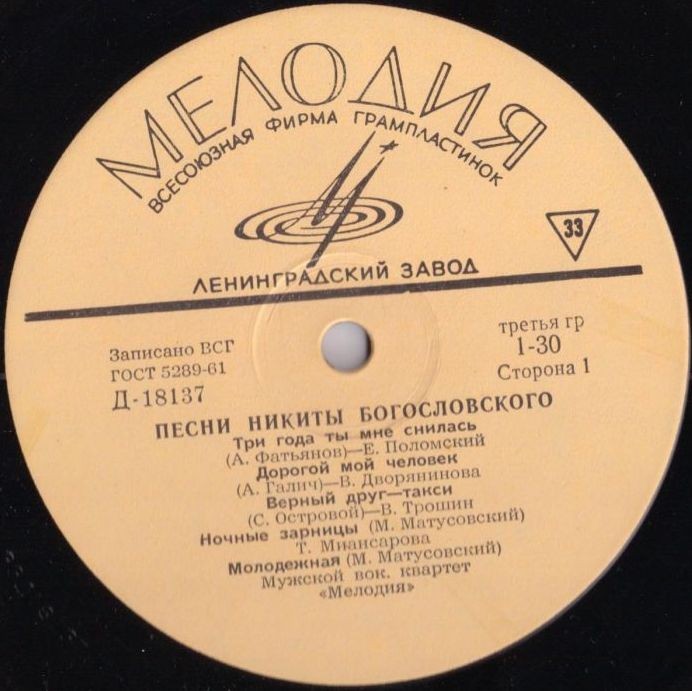 МЕЛОДИЯ
ВСЕСОЮЗНАЯ ФИРМА ГРАМПЛАСТИНОК
33
ЛЕНИНГРАДСКИЙ ЗАВОД
Записано ВСГ
ГОСТ 5289-61
Д-18137
третья гр
1-30
Сторона 1
ПЕСНИ НИКИТЫ БОГОСЛОВСКОГО
Три года ты мне снилась
(А. Фатьянов)—Е. Поломский
Дорогой мой человек
(А. Галич)—В. Дворянинова
Верный друг—такси
(С. Островой)—В. Трошин
Ночные зарницы (М. Матусовский)
Т. Миансарова
Молодежная (М. Матусовский)
Мужской вок. квартет
«Мелодия»